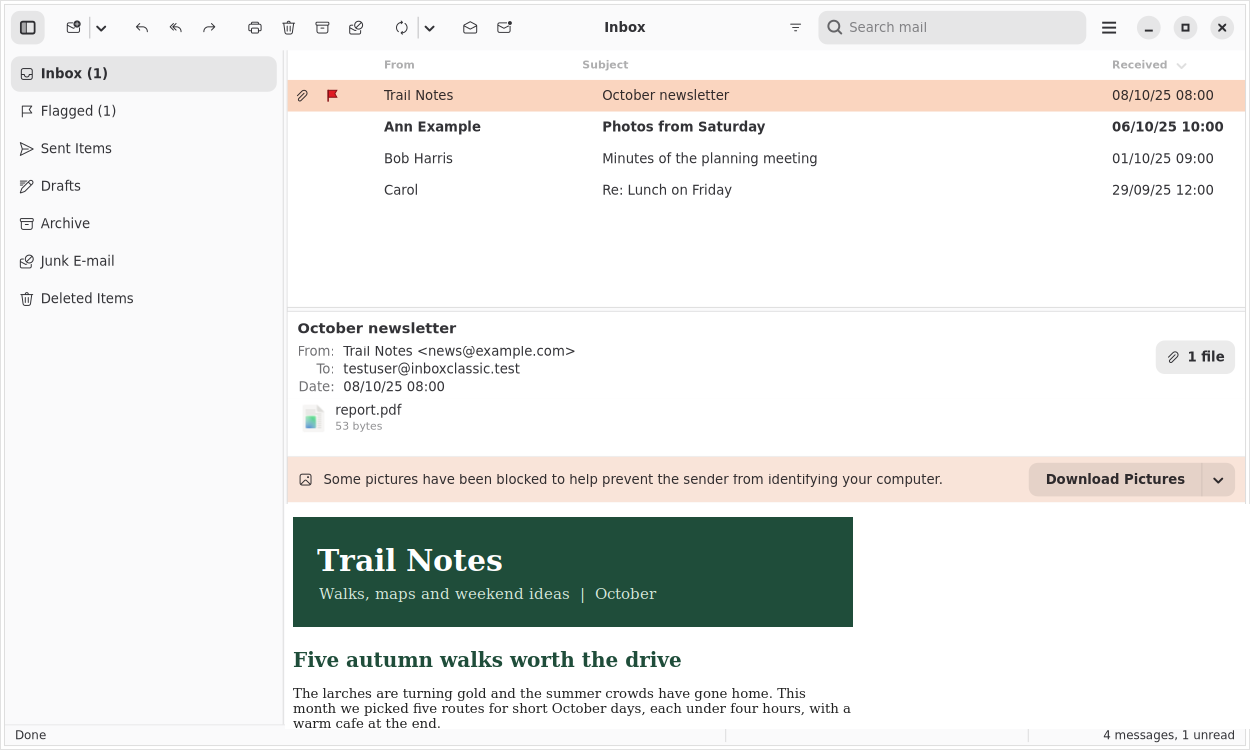 Inbox
Search mail
Inbox (1)
Flagged (1)
Sent Items
Drafts
Archive
Junk E-mail
Deleted Items
From Subject Received
Trail Notes October newsletter 08/10/25 08:00
Ann Example Photos from Saturday 06/10/25 10:00
Bob Harris Minutes of the planning meeting 01/10/25 09:00
Carol Re: Lunch on Friday 29/09/25 12:00
October newsletter
From: Trail Notes <news@example.com>
To: testuser@inboxclassic.test
Date: 08/10/25 08:00
1 file
report.pdf
53 bytes
Some pictures have been blocked to help prevent the sender from identifying your computer.
Download Pictures
Trail Notes
Walks, maps and weekend ideas | October
Five autumn walks worth the drive
The larches are turning gold and the summer crowds have gone home. This
month we picked five routes for short October days, each under four hours, with a
warm cafe at the end.
Done
4 messages, 1 unread